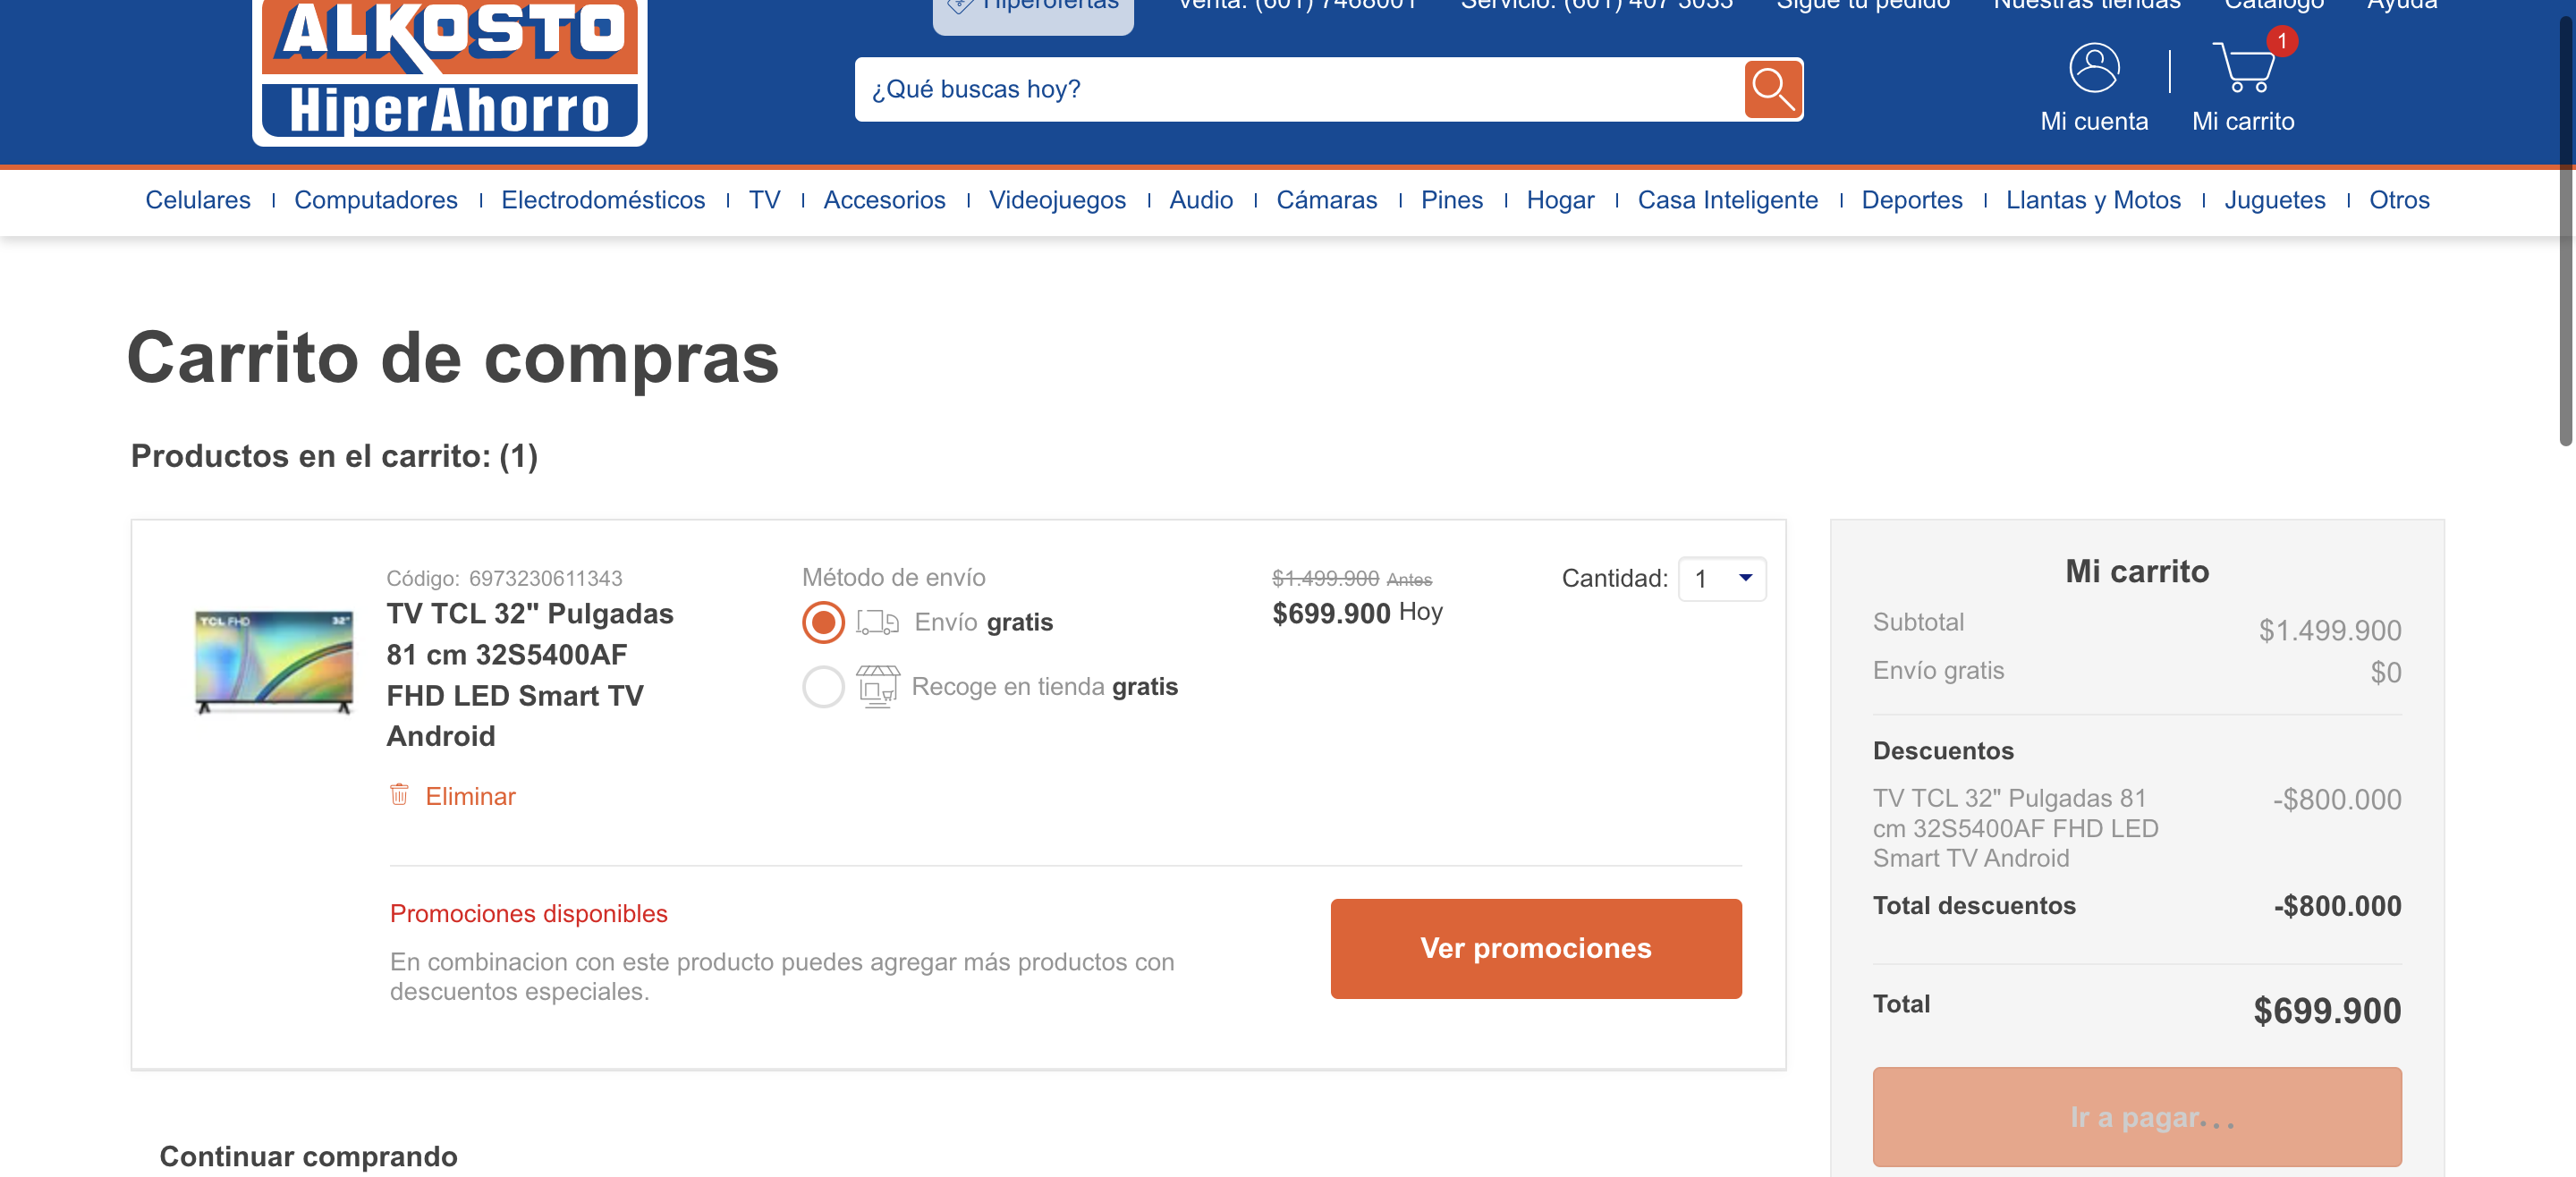 Hiperofertas
Venta: (601) 7468001
Servicio: (601) 407 3033
Sigue tu pedido
Nuestras tiendas
Catálogo
Ayuda
ALKOSTO
HiperAhorro
¿Qué buscas hoy?
1
Mi cuenta
Mi carrito
Celulares
Computadores
Electrodomésticos
TV
Accesorios
Videojuegos
Audio
Cámaras
Pines
Hogar
Casa Inteligente
Deportes
Llantas y Motos
Juguetes
Otros
Carrito de compras
Productos en el carrito: (1)
TCL FHD
32"
Código: 6973230611343
TV TCL 32" Pulgadas
81 cm 32S5400AF
FHD LED Smart TV
Android
Eliminar
Método de envío
Envío gratis
Recoge en tienda gratis
$1.499.900 Antes
$699.900 Hoy
Cantidad: 1
Promociones disponibles
En combinacion con este producto puedes agregar más productos con
descuentos especiales.
Ver promociones
Mi carrito
Subtotal $1.499.900
Envío gratis $0
Descuentos
TV TCL 32" Pulgadas 81 -$800.000
cm 32S5400AF FHD LED
Smart TV Android
Total descuentos -$800.000
Total $699.900
Ir a pagar...
Continuar comprando